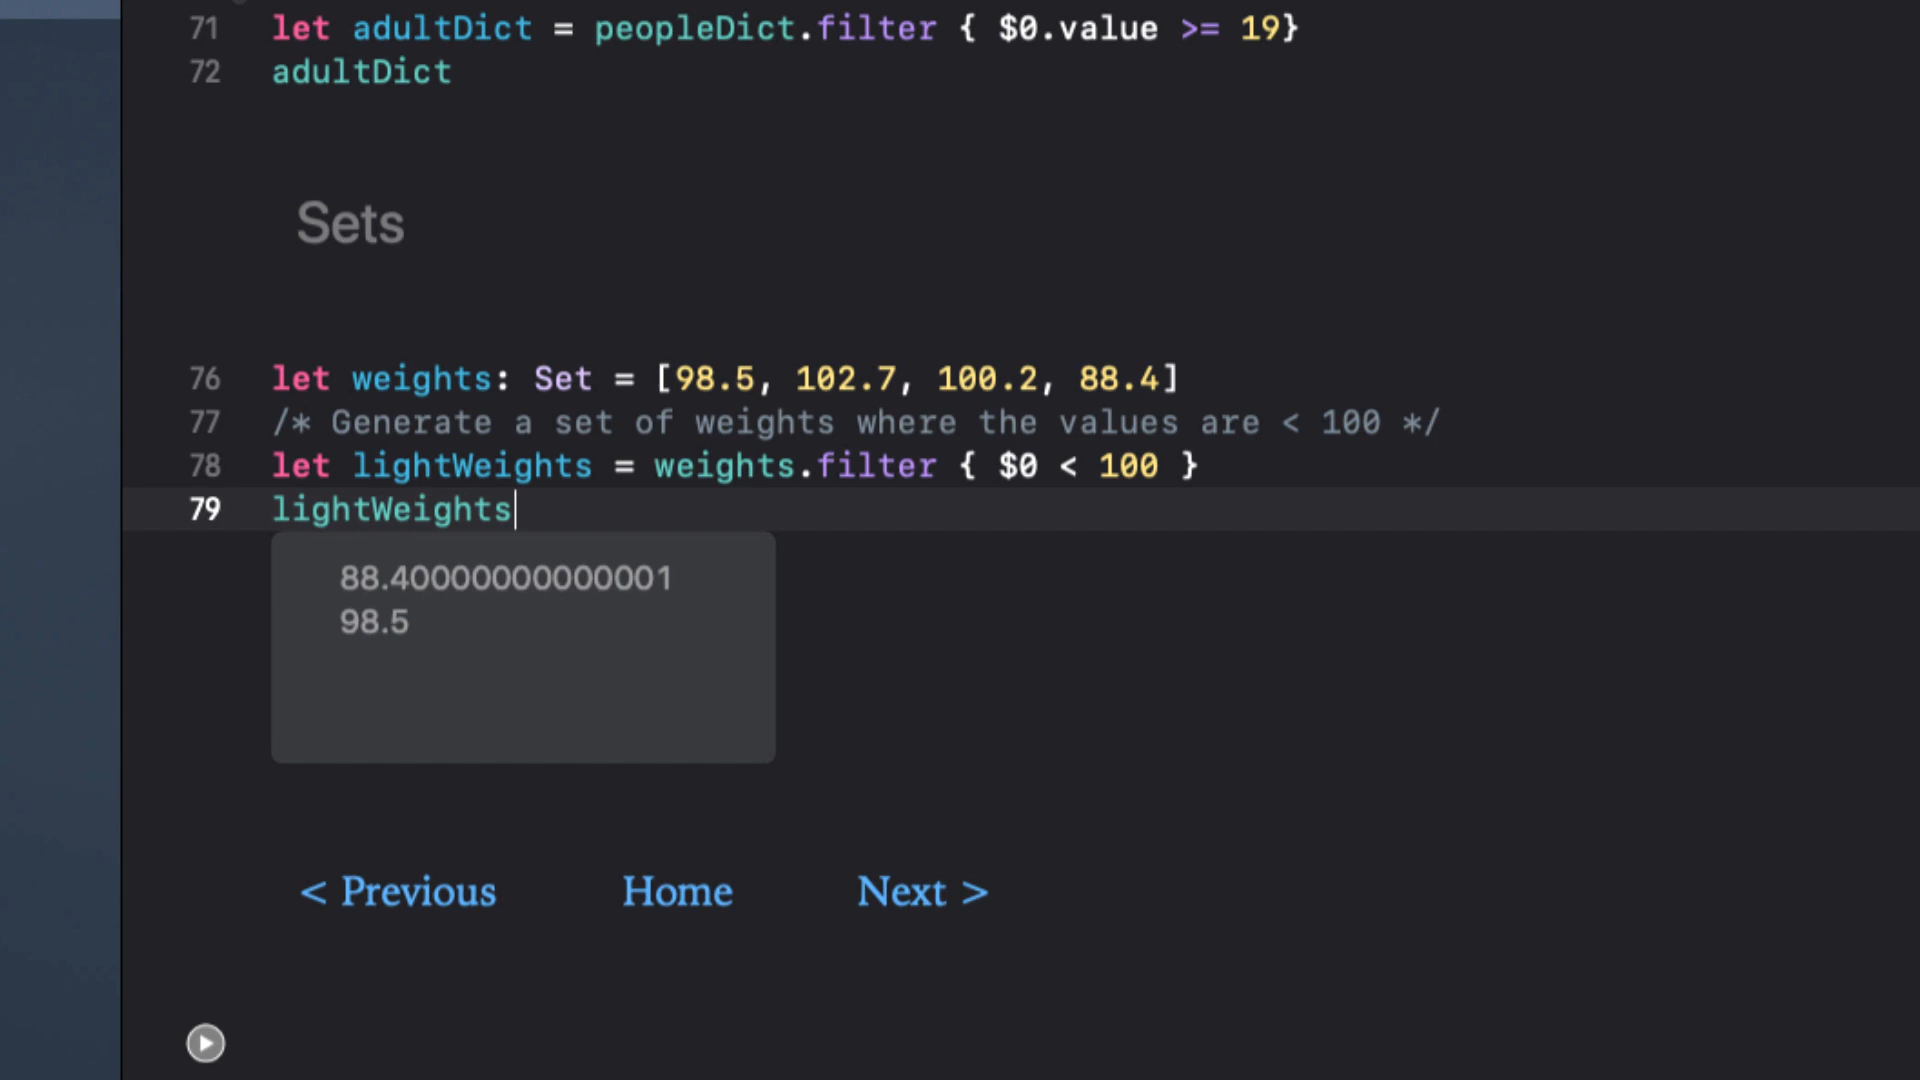 71 let adultDict = peopleDict.filter { $0.value >= 19}
72 adultDict
Sets
76 let weights: Set = [98.5, 102.7, 100.2, 88.4]
77 /* Generate a set of weights where the values are < 100 */
78 let lightWeights = weights.filter { $0 < 100 }
79 lightWeights
88.40000000000001
98.5
< Previous Home Next >